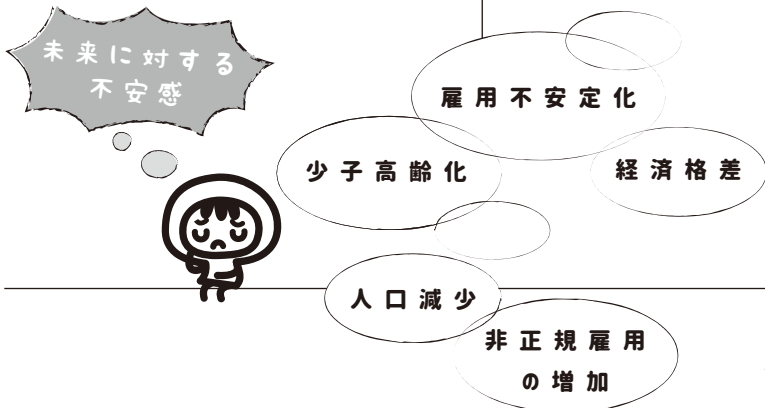 未来に対する
不安感
雇用不安定化
少子高齢化
経済格差
人口減少
非正規雇用
の増加